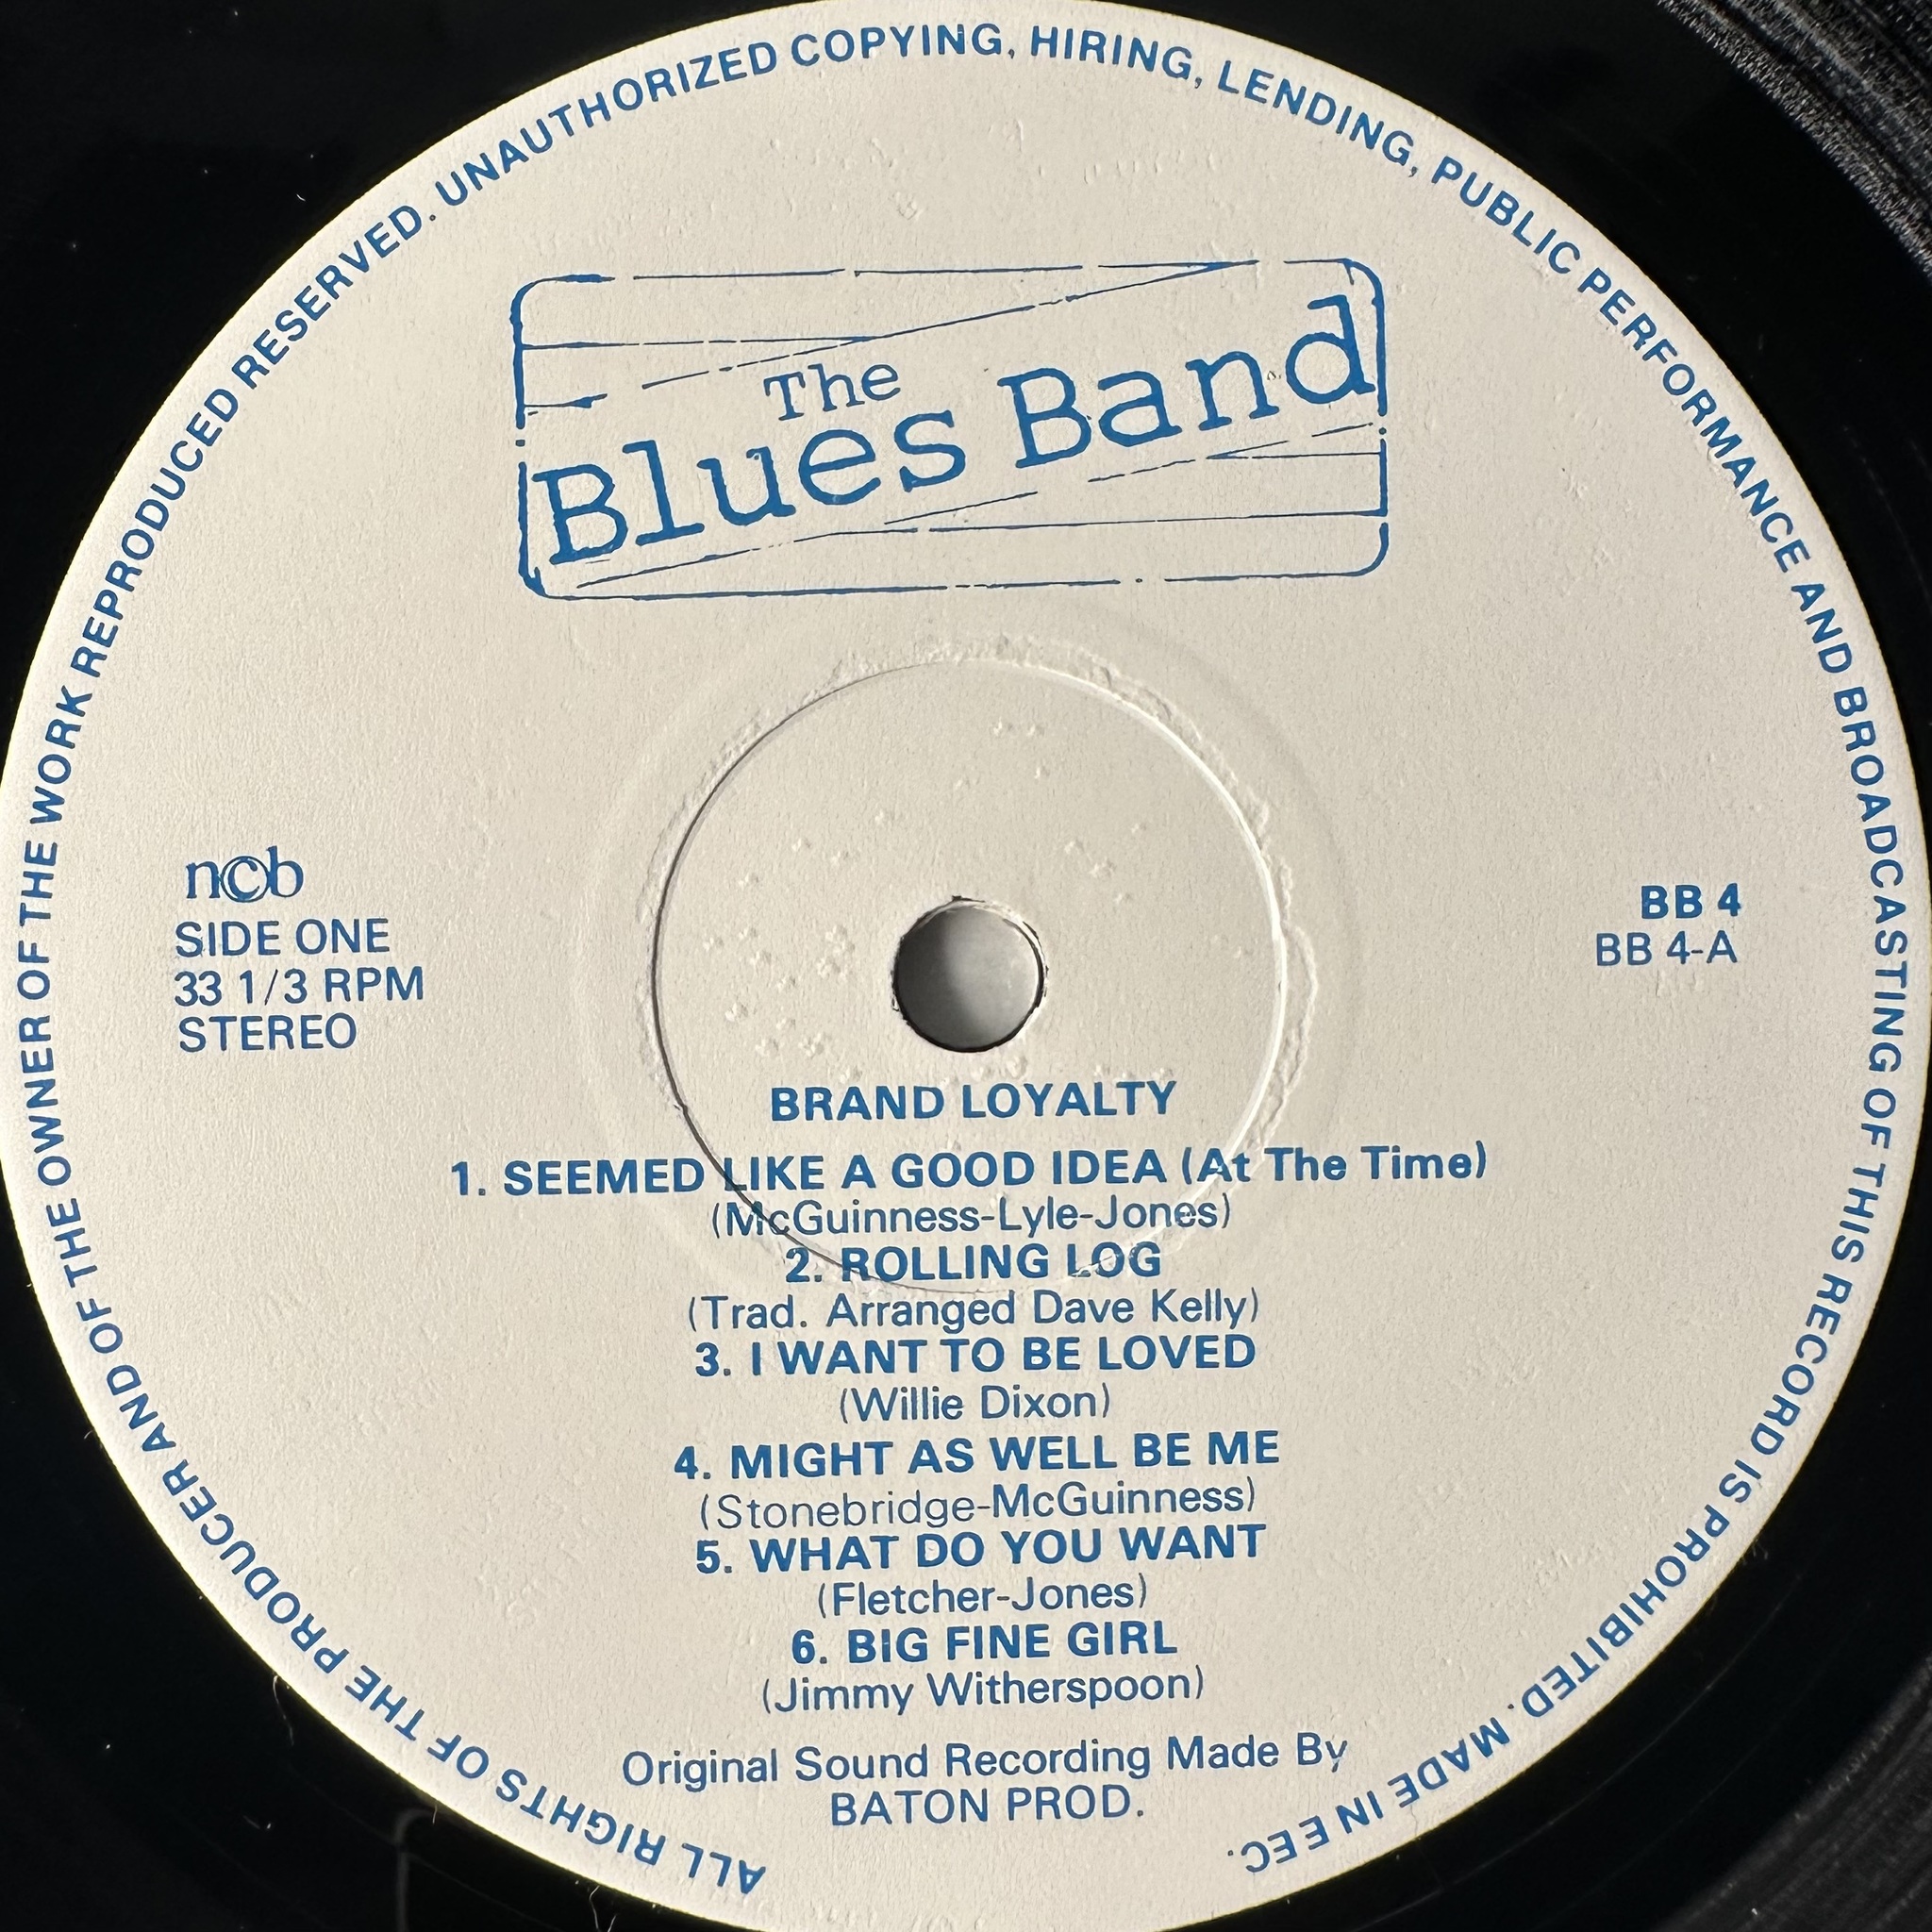 ALL RIGHTS OF THE PRODUCER AND OF THE OWNER OF THE WORK REPRODUCED RESERVED. UNAUTHORIZED COPYING, HIRING, LENDING, PUBLIC PERFORMANCE AND BROADCASTING OF THIS RECORD IS PROHIBITED. MADE IN EEC.
The
Blues Band
ncb
SIDE ONE
33 1/3 RPM
STEREO
BB 4
BB 4-A
BRAND LOYALTY
1. SEEMED LIKE A GOOD IDEA (At The Time)
(McGuinness-Lyle-Jones)
2. ROLLING LOG
(Trad. Arranged Dave Kelly)
3. I WANT TO BE LOVED
(Willie Dixon)
4. MIGHT AS WELL BE ME
(Stonebridge-McGuinness)
5. WHAT DO YOU WANT
(Fletcher-Jones)
6. BIG FINE GIRL
(Jimmy Witherspoon)
Original Sound Recording Made By
BATON PROD.